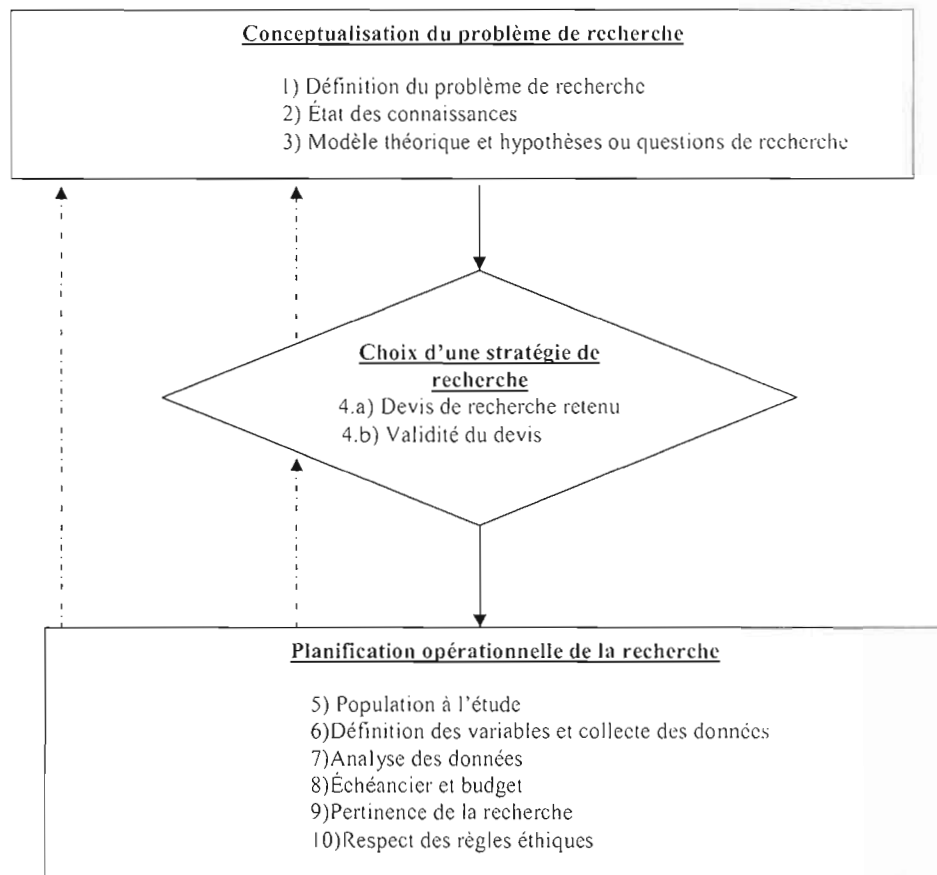 Conceptualisation du problème de recherche
1) Définition du problème de recherche
2) État des connaissances
3) Modèle théorique et hypothèses ou questions de recherche
Choix d'une stratégie de
recherche
4.a) Devis de recherche retenu
4.b) Validité du devis
Planification opérationnelle de la recherche
5) Population à l'étude
6)Définition des variables et collecte des données
7)Analyse des données
8)Échéancier et budget
9)Pertinence de la recherche
10)Respect des règles éthiques